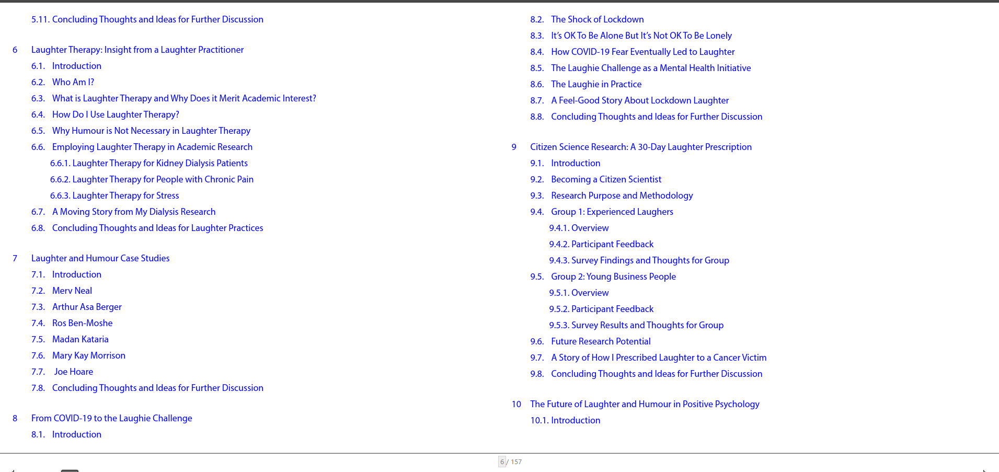 5.11. Concluding Thoughts and Ideas for Further Discussion
6 Laughter Therapy: Insight from a Laughter Practitioner
6.1. Introduction
6.2. Who Am I?
6.3. What is Laughter Therapy and Why Does it Merit Academic Interest?
6.4. How Do I Use Laughter Therapy?
6.5. Why Humour is Not Necessary in Laughter Therapy
6.6. Employing Laughter Therapy in Academic Research
6.6.1. Laughter Therapy for Kidney Dialysis Patients
6.6.2. Laughter Therapy for People with Chronic Pain
6.6.3. Laughter Therapy for Stress
6.7. A Moving Story from My Dialysis Research
6.8. Concluding Thoughts and Ideas for Laughter Practices
7 Laughter and Humour Case Studies
7.1. Introduction
7.2. Merv Neal
7.3. Arthur Asa Berger
7.4. Ros Ben-Moshe
7.5. Madan Kataria
7.6. Mary Kay Morrison
7.7. Joe Hoare
7.8. Concluding Thoughts and Ideas for Further Discussion
8 From COVID-19 to the Laughie Challenge
8.1. Introduction
8.2. The Shock of Lockdown
8.3. It's OK To Be Alone But It's Not OK To Be Lonely
8.4. How COVID-19 Fear Eventually Led to Laughter
8.5. The Laughie Challenge as a Mental Health Initiative
8.6. The Laughie in Practice
8.7. A Feel-Good Story About Lockdown Laughter
8.8. Concluding Thoughts and Ideas for Further Discussion
9 Citizen Science Research: A 30-Day Laughter Prescription
9.1. Introduction
9.2. Becoming a Citizen Scientist
9.3. Research Purpose and Methodology
9.4. Group 1: Experienced Laughers
9.4.1. Overview
9.4.2. Participant Feedback
9.4.3. Survey Findings and Thoughts for Group
9.5. Group 2: Young Business People
9.5.1. Overview
9.5.2. Participant Feedback
9.5.3. Survey Results and Thoughts for Group
9.6. Future Research Potential
9.7. A Story of How I Prescribed Laughter to a Cancer Victim
9.8. Concluding Thoughts and Ideas for Further Discussion
10 The Future of Laughter and Humour in Positive Psychology
10.1. Introduction
6 / 157